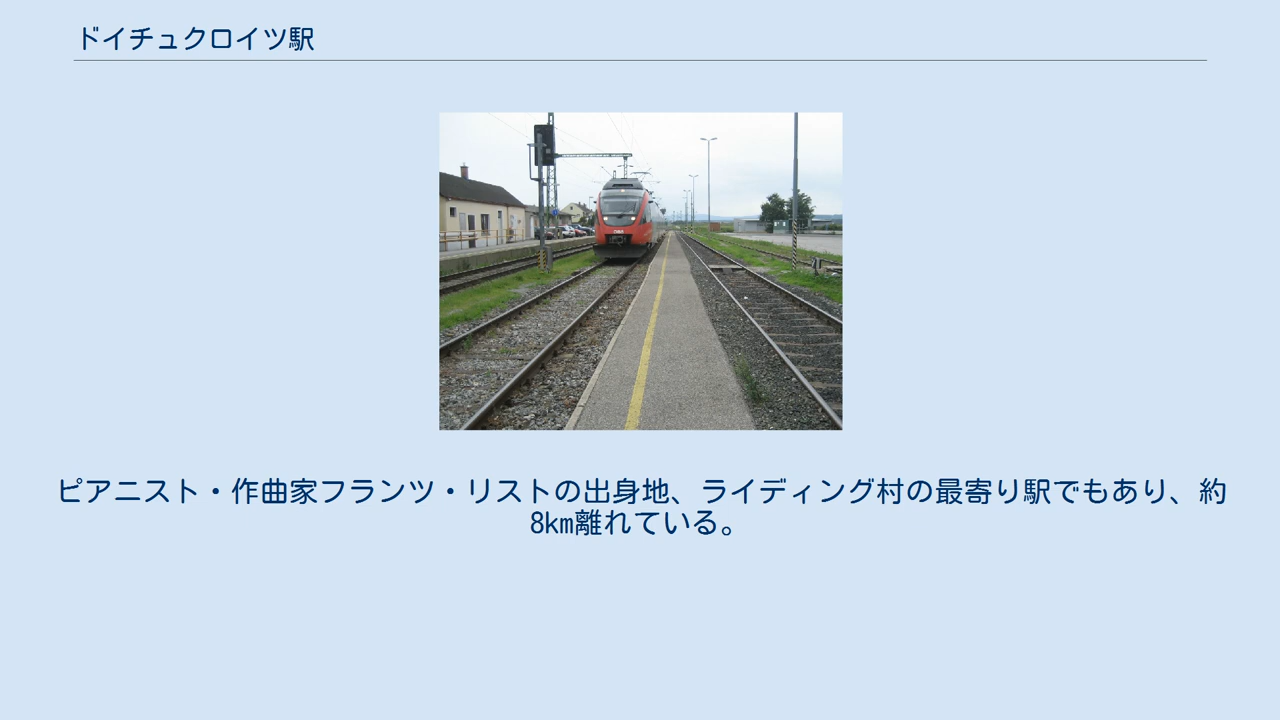 ドイチュクロイツ駅
ピアニスト・作曲家フランツ・リストの出身地、ライディング村の最寄り駅でもあり、約
8km離れている。